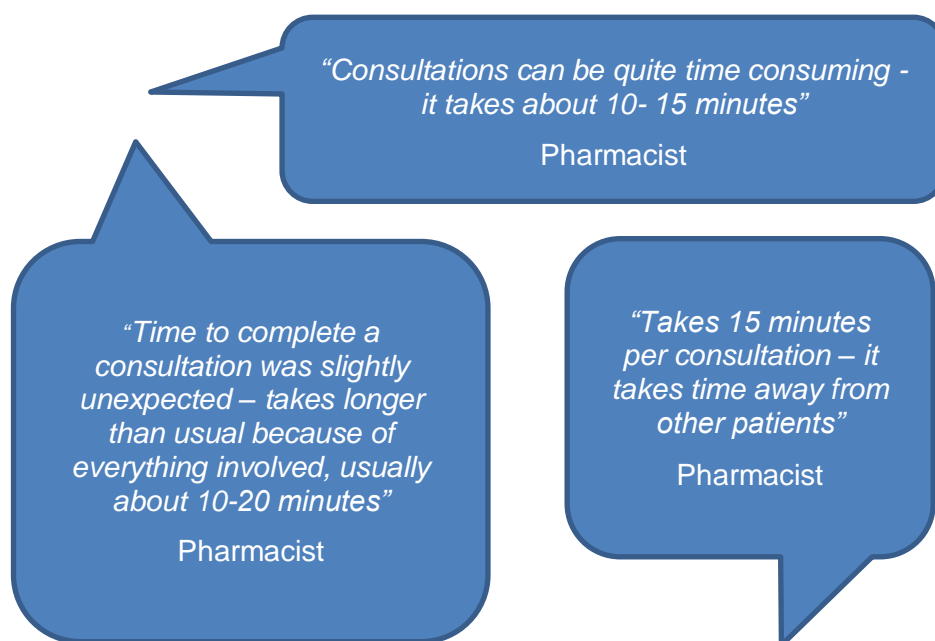 “Consultations can be quite time consuming -
it takes about 10- 15 minutes”
Pharmacist
“Time to complete a
consultation was slightly
unexpected – takes longer
than usual because of
everything involved, usually
about 10-20 minutes”
Pharmacist
“Takes 15 minutes
per consultation – it
takes time away from
other patients”
Pharmacist